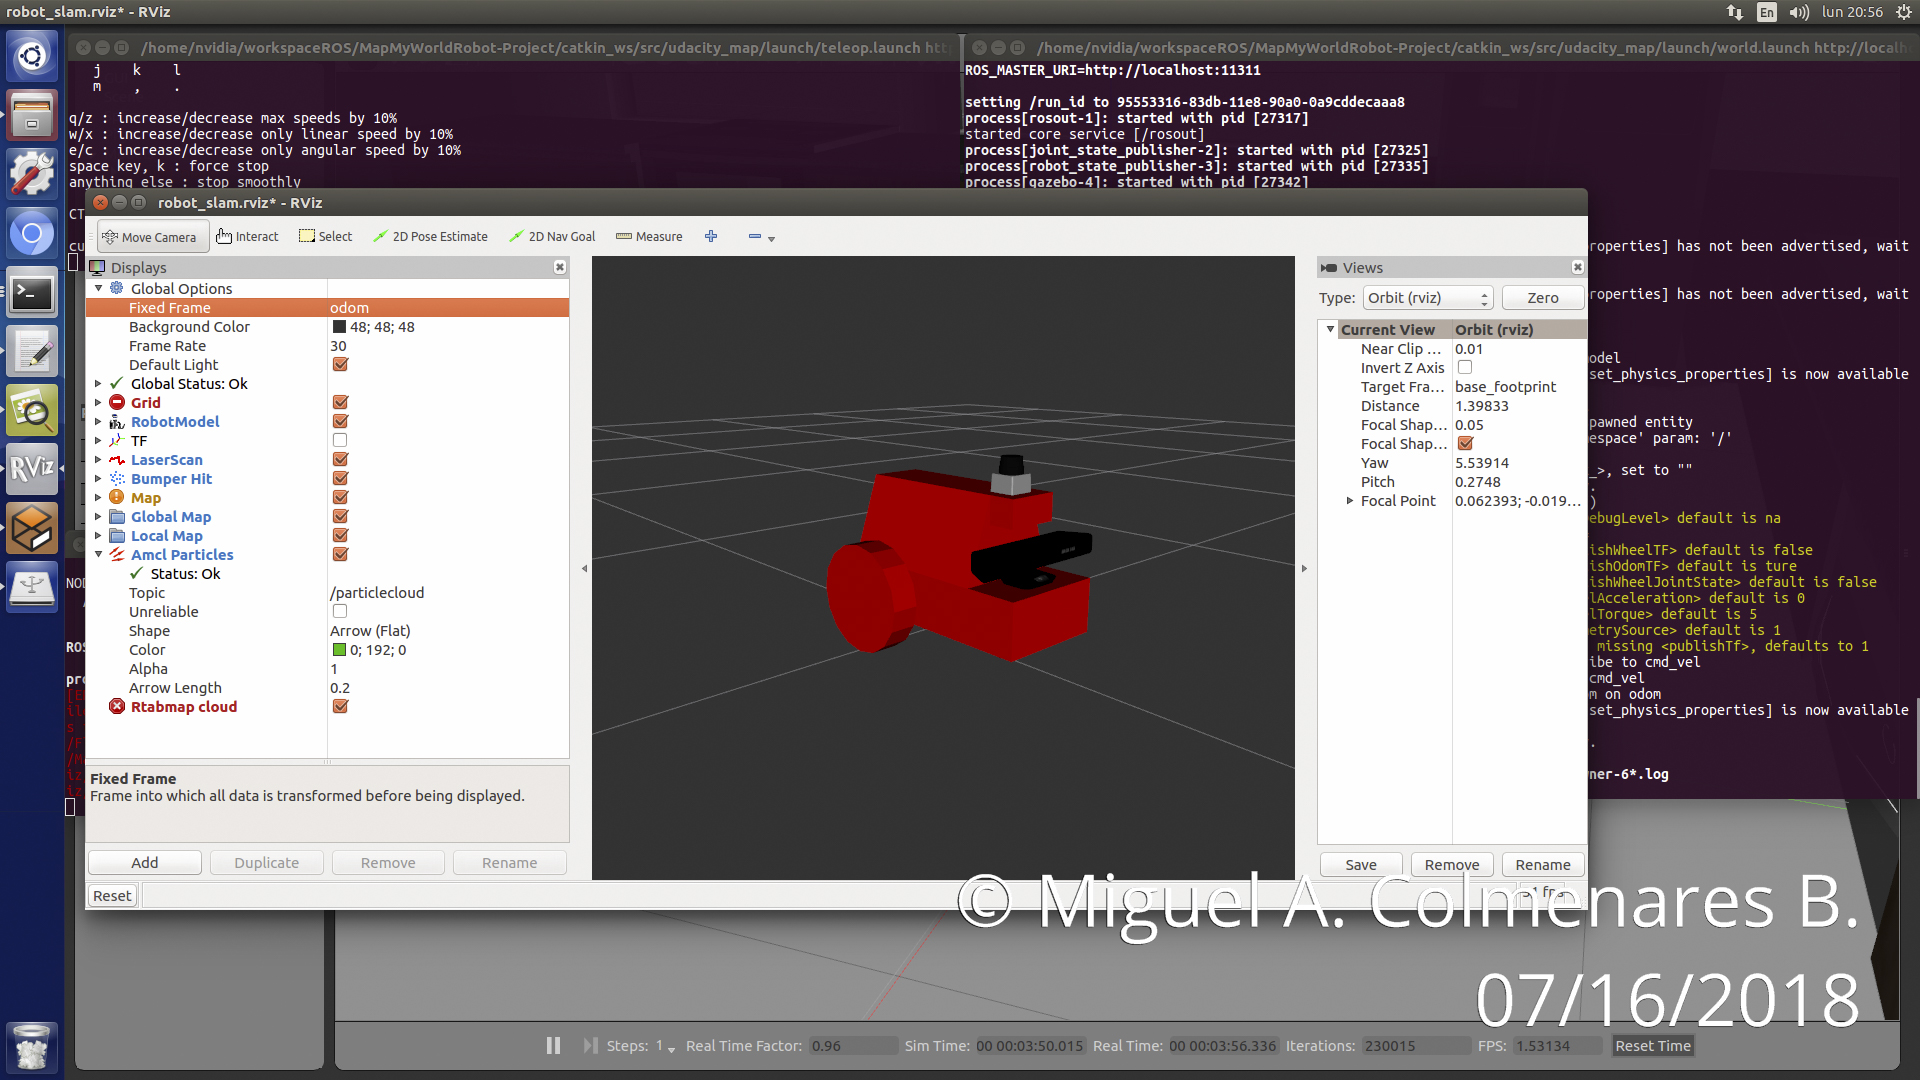 robot_slam.rviz* - RViz
En
lun 20:56
/home/nvidia/workspaceROS/MapMyWorldRobot-Project/catkin_ws/src/udacity_map/launch/teleop.launch htt
j k l
m , .
q/z : increase/decrease max speeds by 10%
w/x : increase/decrease only linear speed by 10%
e/c : increase/decrease only angular speed by 10%
space key, k : force stop
anything else : stop smoothly
CT
cu
/home/nvidia/workspaceROS/MapMyWorldRobot-Project/catkin_ws/src/udacity_map/launch/world.launch http://localh
ROS_MASTER_URI=http://localhost:11311
setting /run_id to 95553316-83db-11e8-90a0-0a9cddecaaa8
process[rosout-1]: started with pid [27317]
started core service [/rosout]
process[joint_state_publisher-2]: started with pid [27325]
process[robot_state_publisher-3]: started with pid [27335]
process[gazebo-4]: started with pid [27342]
robot_slam.rviz* - RViz
Move Camera Interact Select 2D Pose Estimate 2D Nav Goal Measure
Displays
Global Options
Fixed Frame odom
Background Color 48; 48; 48
Frame Rate 30
Default Light
Global Status: Ok
Grid
RobotModel
TF
LaserScan
Bumper Hit
Map
Global Map
Local Map
Amcl Particles
Status: Ok
Topic /particlecloud
Unreliable
Shape Arrow (Flat)
Color 0; 192; 0
Alpha 1
Arrow Length 0.2
Rtabmap cloud
Fixed Frame
Frame into which all data is transformed before being displayed.
Add Duplicate Remove Rename
Reset
Views
Type: Orbit (rviz) Zero
Current View Orbit (rviz)
Near Clip ... 0.01
Invert Z Axis
Target Fra... base_footprint
Distance 1.39833
Focal Shap... 0.05
Focal Shap...
Yaw 5.53914
Pitch 0.2748
Focal Point 0.062393; -0.019...
Save Remove Rename
roperties] has not been advertised, wait
roperties] has not been advertised, wait
odel
set_physics_properties] is now available
pawned entity
espace' param: '/'
_>, set to ""
)
ebugLevel> default is na
ishWheelTF> default is false
ishOdomTF> default is ture
ishWheelJointState> default is false
lAcceleration> default is 0
lTorque> default is 5
etrySource> default is 1
missing <publishTf>, defaults to 1
ibe to cmd_vel
cmd_vel
m on odom
set_physics_properties] is now available
.
ner-6*.log
NOD
ROS
pro
[E
il
s
/F
/M
iz
iz
RViz
© Miguel A. Colmenares B.
07/16/2018
Steps: 1 Real Time Factor: 0.96 Sim Time: 00 00:03:50.015 Real Time: 00 00:03:56.336 Iterations: 230015 FPS: 1.53134 Reset Time